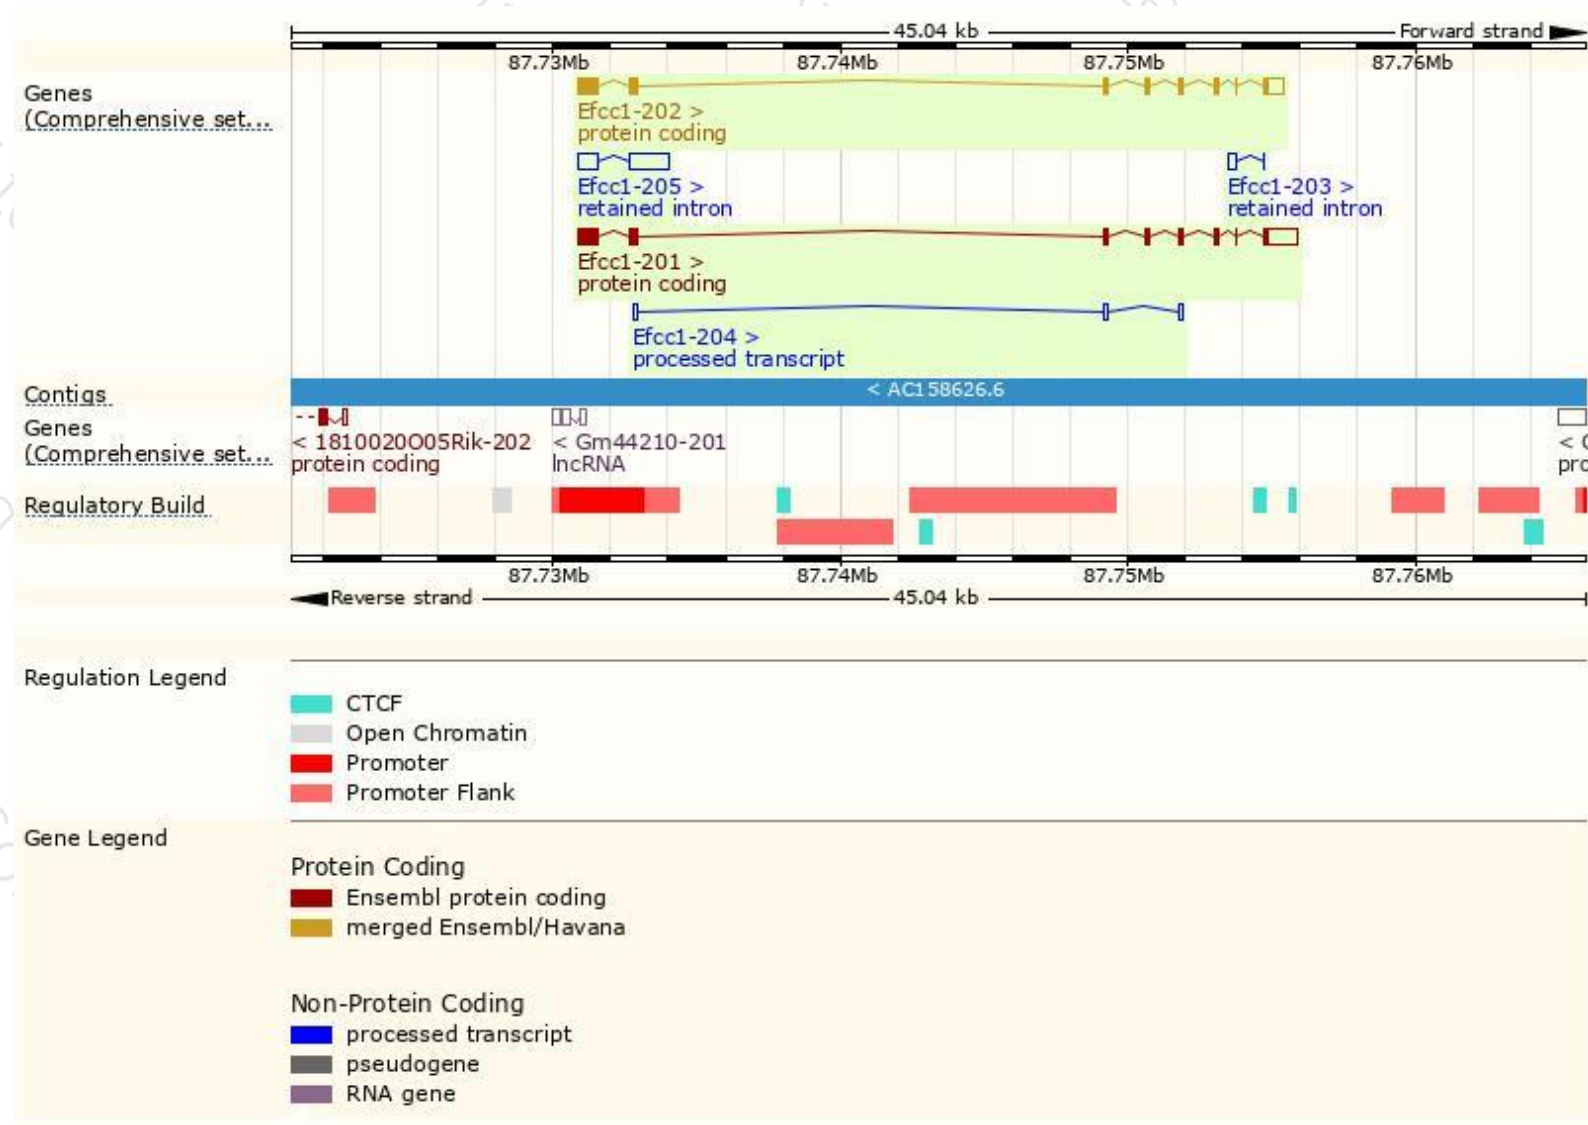 45.04 kb
Forward strand
87.73Mb 87.74Mb 87.75Mb 87.76Mb
Genes
(Comprehensive set...
Efcc1-202 >
protein coding
Efcc1-205 >
retained intron
Efcc1-203 >
retained intron
Efcc1-201 >
protein coding
Efcc1-204 >
processed transcript
Contigs
< AC158626.6
Genes
(Comprehensive set...
< 1810020O05Rik-202
protein coding
< Gm44210-201
lncRNA
Regulatory Build
87.73Mb 87.74Mb 87.75Mb 87.76Mb
Reverse strand
45.04 kb
Regulation Legend
CTCF
Open Chromatin
Promoter
Promoter Flank
Gene Legend
Protein Coding
Ensembl protein coding
merged Ensembl/Havana
Non-Protein Coding
processed transcript
pseudogene
RNA gene